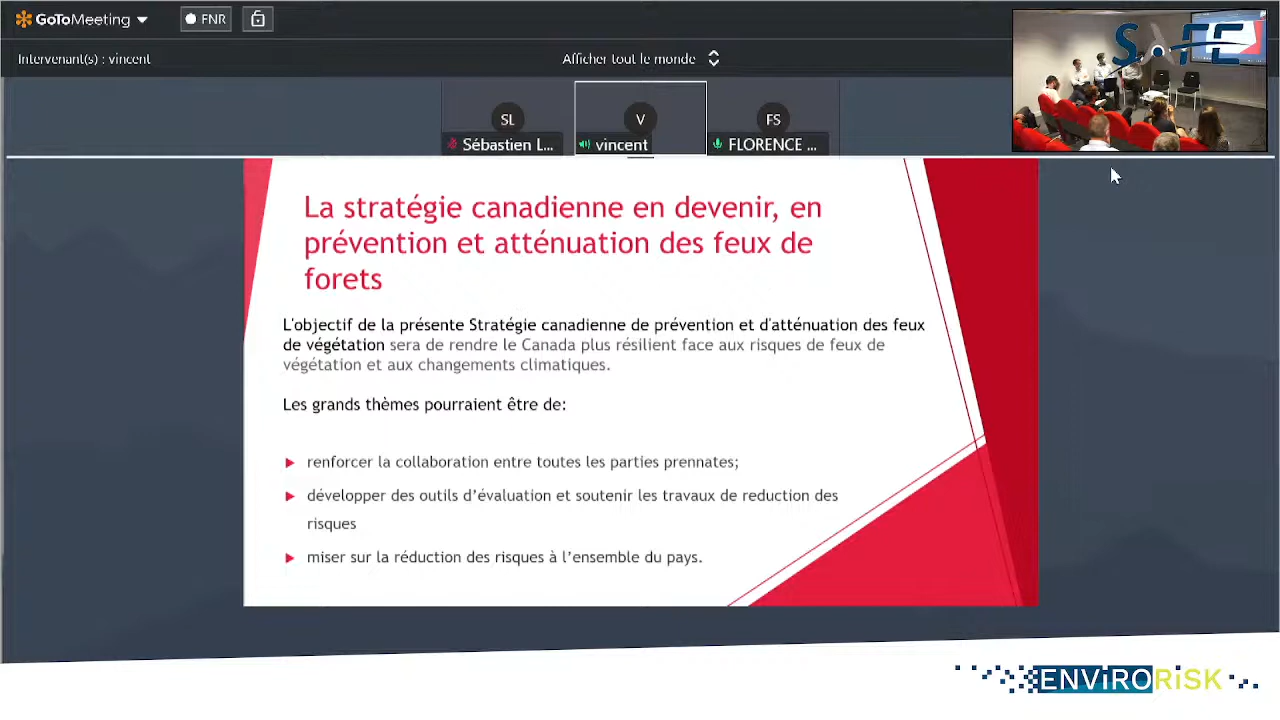 GoToMeeting
FNR
Intervenant(s) : vincent
Afficher tout le monde
SAFE
SL
V
FS
Sébastien L...
vincent
FLORENCE ...
La stratégie canadienne en devenir, en
prévention et atténuation des feux de
forets
L'objectif de la présente Stratégie canadienne de prévention et d'atténuation des feux
de végétation sera de rendre le Canada plus résilient face aux risques de feux de
végétation et aux changements climatiques.
Les grands thèmes pourraient être de:
renforcer la collaboration entre toutes les parties prennates;
développer des outils d'évaluation et soutenir les travaux de reduction des
risques
miser sur la réduction des risques à l'ensemble du pays.
ENViRORiSK